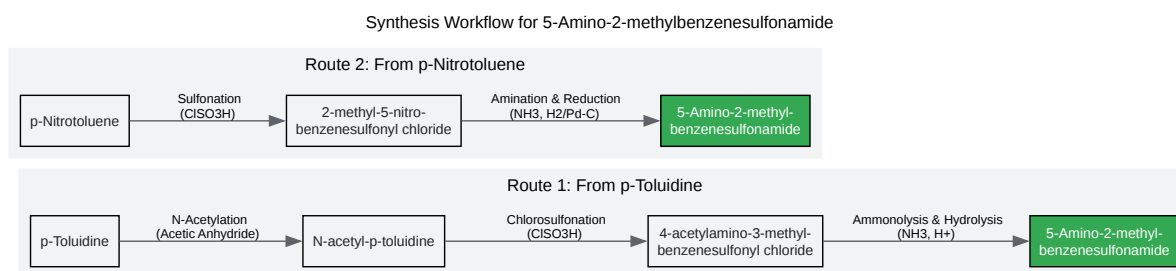 Synthesis Workflow for 5-Amino-2-methylbenzenesulfonamide
Route 2: From p-Nitrotoluene
p-Nitrotoluene
Sulfonation
(ClSO3H)
2-methyl-5-nitro-
benzenesulfonyl chloride
Amination & Reduction
(NH3, H2/Pd-C)
5-Amino-2-methyl-
benzenesulfonamide
Route 1: From p-Toluidine
p-Toluidine
N-Acetylation
(Acetic Anhydride)
N-acetyl-p-toluidine
Chlorosulfonation
(ClSO3H)
4-acetylamino-3-methyl-
benzenesulfonyl chloride
Ammonolysis & Hydrolysis
(NH3, H+)
5-Amino-2-methyl-
benzenesulfonamide